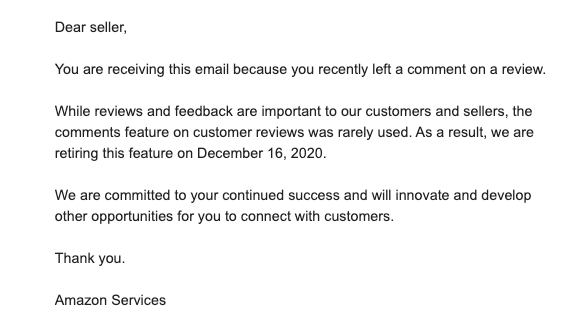 Dear seller,
You are receiving this email because you recently left a comment on a review.
While reviews and feedback are important to our customers and sellers, the
comments feature on customer reviews was rarely used. As a result, we are
retiring this feature on December 16, 2020.
We are committed to your continued success and will innovate and develop
other opportunities for you to connect with customers.
Thank you.
Amazon Services